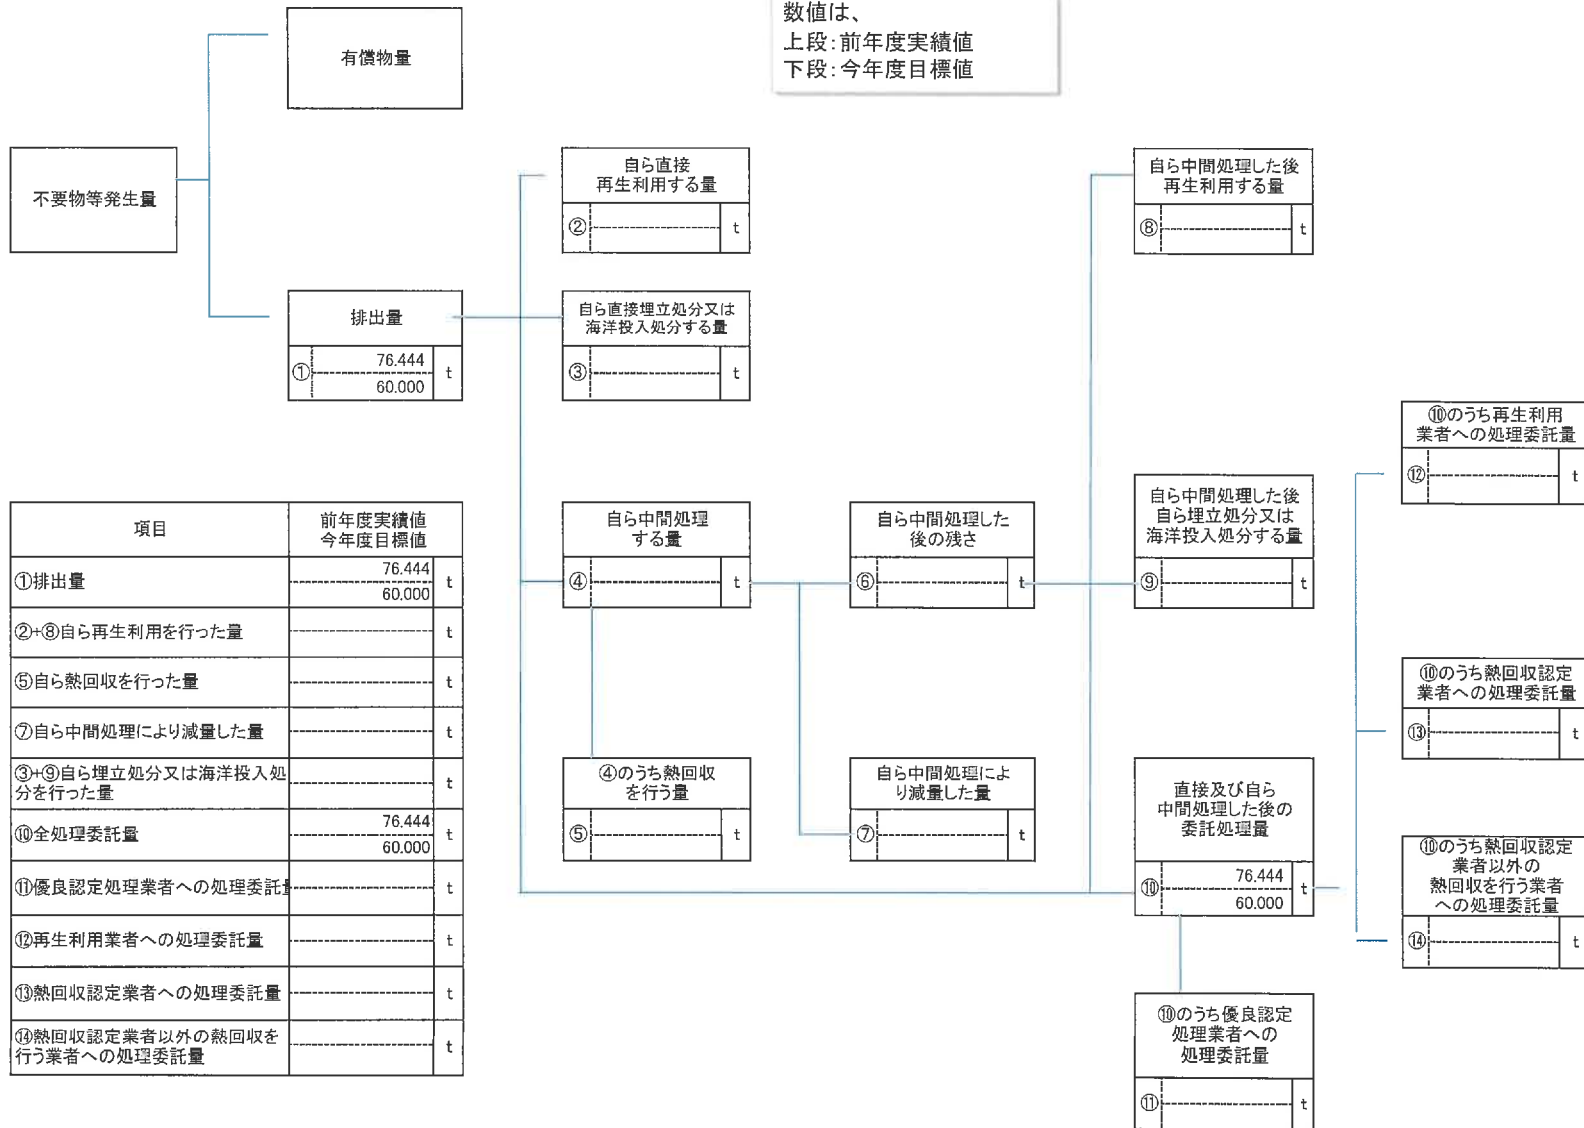 数値は、
上段：前年度実績値
下段：今年度目標値
有償物量
不要物等発生量
排出量
① 76.444 t
60.000
自ら直接
再生利用する量
② t
自ら直接埋立処分又は
海洋投入処分する量
③ t
自ら中間処理した後
再生利用する量
⑧ t
自ら中間処理
する量
④ t
自ら中間処理した
後の残さ
⑥ t
自ら中間処理した後
自ら埋立処分又は
海洋投入処分する量
⑨ t
④のうち熱回収
を行う量
⑤ t
自ら中間処理によ
り減量した量
⑦ t
直接及び自ら
中間処理した後の
委託処理量
⑩ 76.444 t
60.000
⑩のうち優良認定
処理業者への
処理委託量
⑪ t
⑩のうち再生利用
業者への処理委託量
⑫ t
⑩のうち熱回収認定
業者への処理委託量
⑬ t
⑩のうち熱回収認定
業者以外の
熱回収を行う業者
への処理委託量
⑭ t
項目 前年度実績値
今年度目標値
①排出量 76.444 t
60.000
②+⑧自ら再生利用を行った量 t
⑤自ら熱回収を行った量 t
⑦自ら中間処理により減量した量 t
③+⑨自ら埋立処分又は海洋投入処 t
分を行った量
⑩全処理委託量 76.444 t
60.000
⑪優良認定処理業者への処理委託 t
⑫再生利用業者への処理委託量 t
⑬熱回収認定業者への処理委託量 t
⑭熱回収認定業者以外の熱回収を t
行う業者への処理委託量